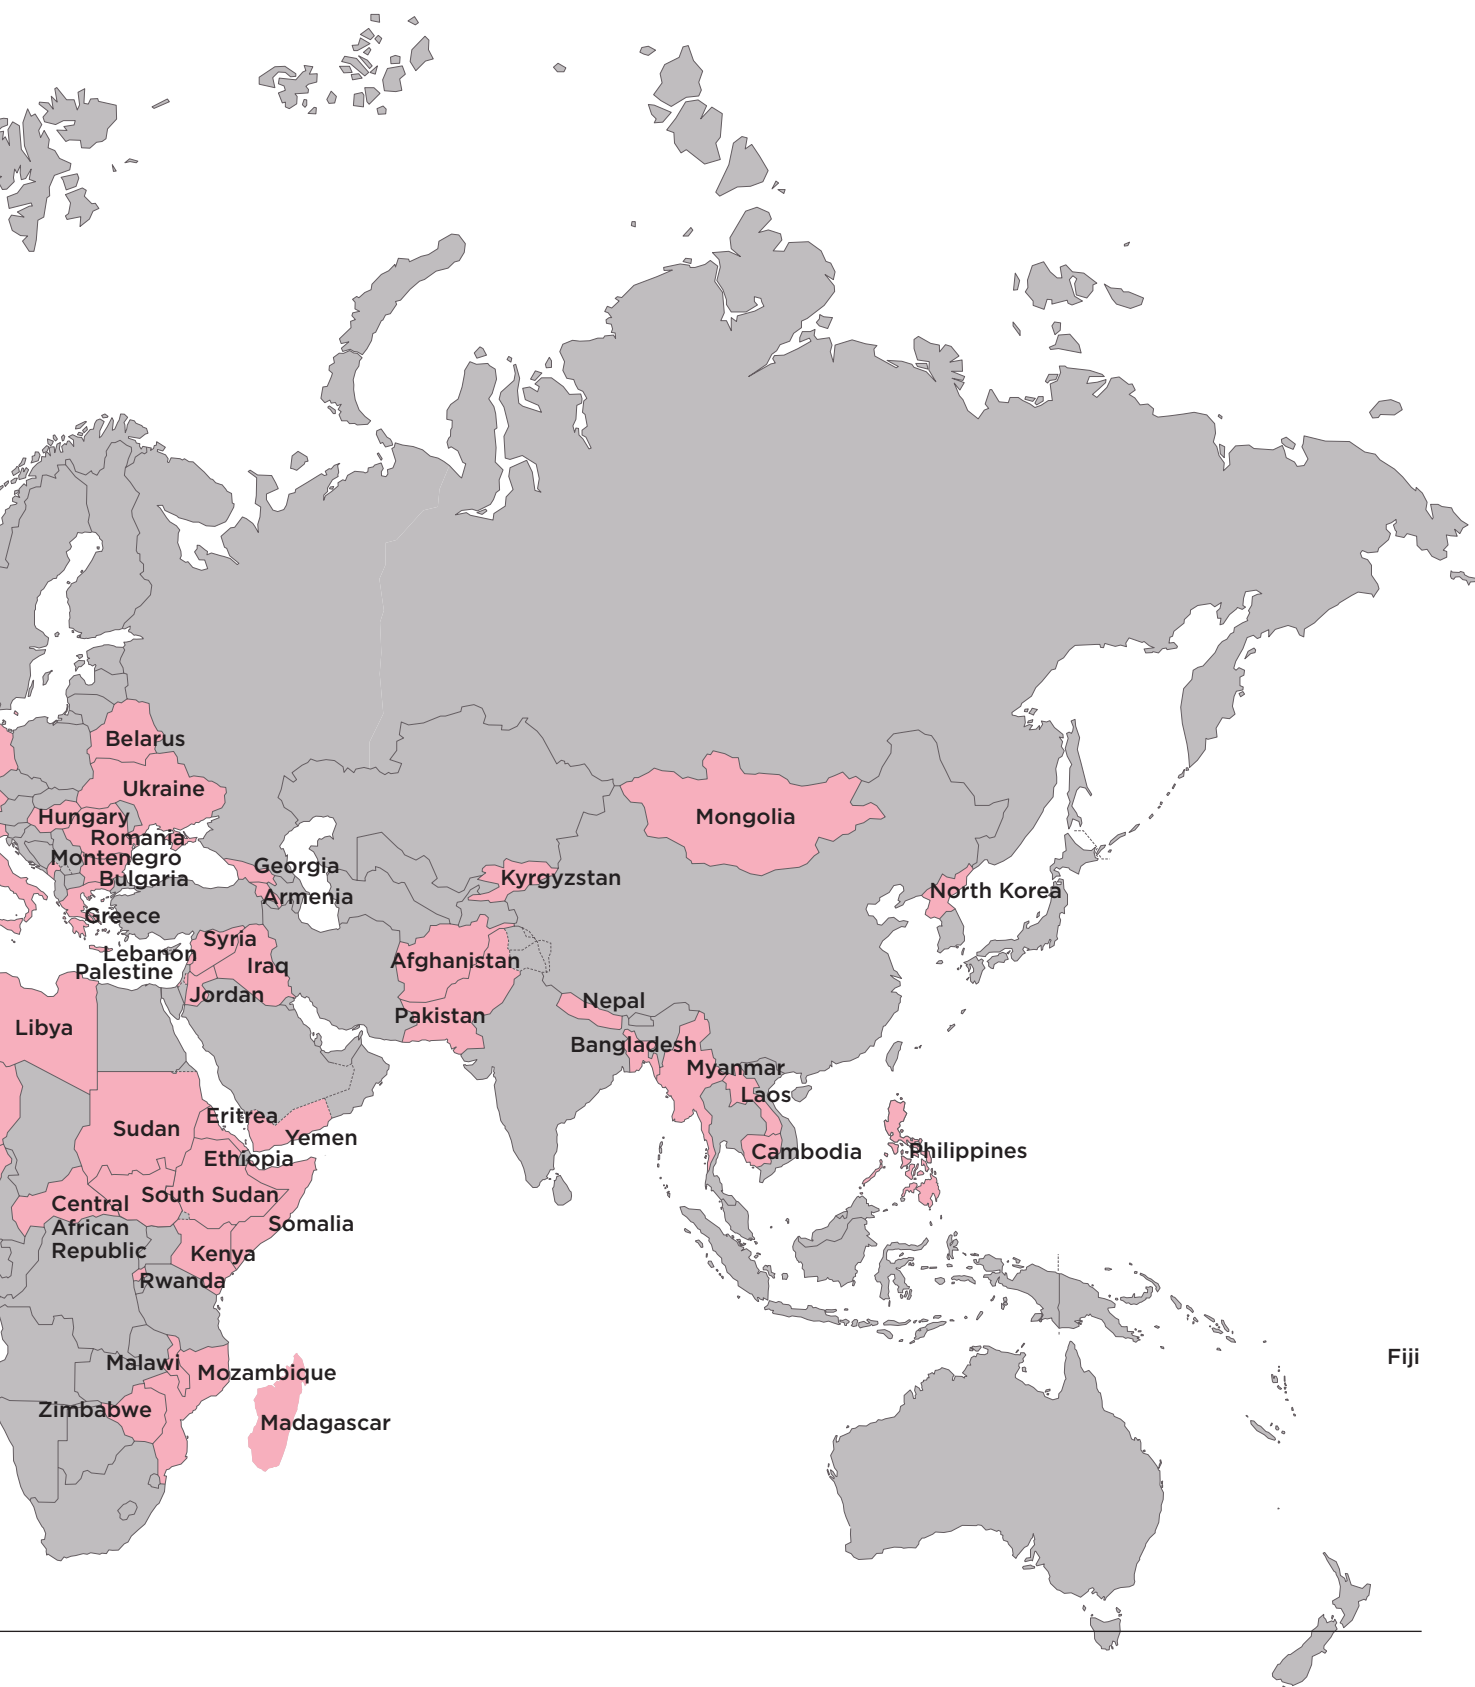 Belarus
Ukraine
Mongolia
Hungary
Romania
Montenegro
Georgia
Bulgaria
Kyrgyzstan
North Korea
Armenia
Greece
Syria
Lebanon
Afghanistan
Iraq
Palestine
Jordan
Nepal
Pakistan
Libya
Bangladesh
Myanmar
Laos
Eritrea
Sudan
Yemen
Cambodia
Philippines
Ethiopia
South Sudan
Central
African
Republic
Somalia
Kenya
Rwanda
Fiji
Malawi
Mozambique
Zimbabwe
Madagascar